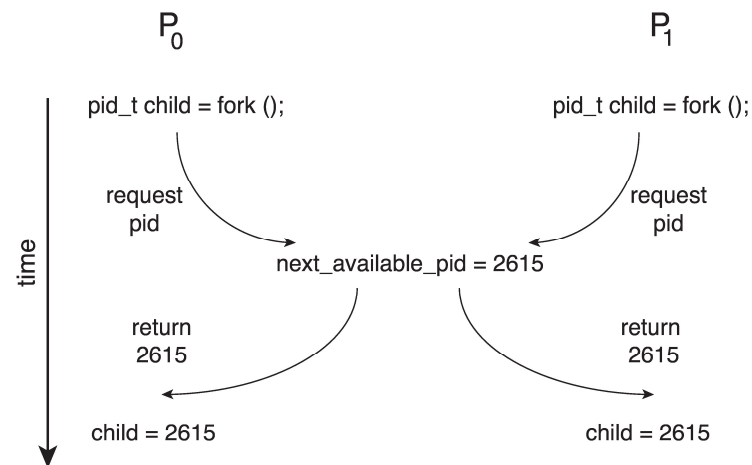 P0
P1
pid_t child = fork ();
pid_t child = fork ();
request
pid
request
pid
next_available_pid = 2615
time
return
2615
return
2615
child = 2615
child = 2615